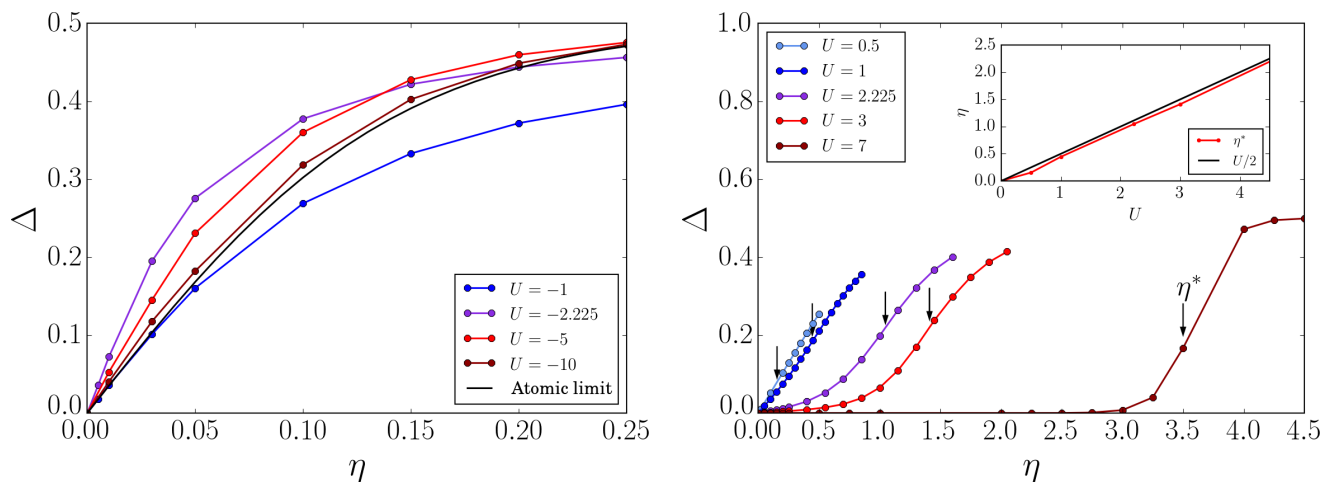 0.5
0.4
0.3
0.2
0.1
0.0
Δ
0.00 0.05 0.10 0.15 0.20 0.25
η
U = −1
U = −2.225
U = −5
U = −10
Atomic limit
1.0
0.8
0.6
0.4
0.2
0.0
Δ
0.0 0.5 1.0 1.5 2.0 2.5 3.0 3.5 4.0 4.5
η
U = 0.5
U = 1
U = 2.225
U = 3
U = 7
η*
2.5
2.0
1.5
1.0
0.5
0.0
η
0 1 2 3 4
U
η*
U/2